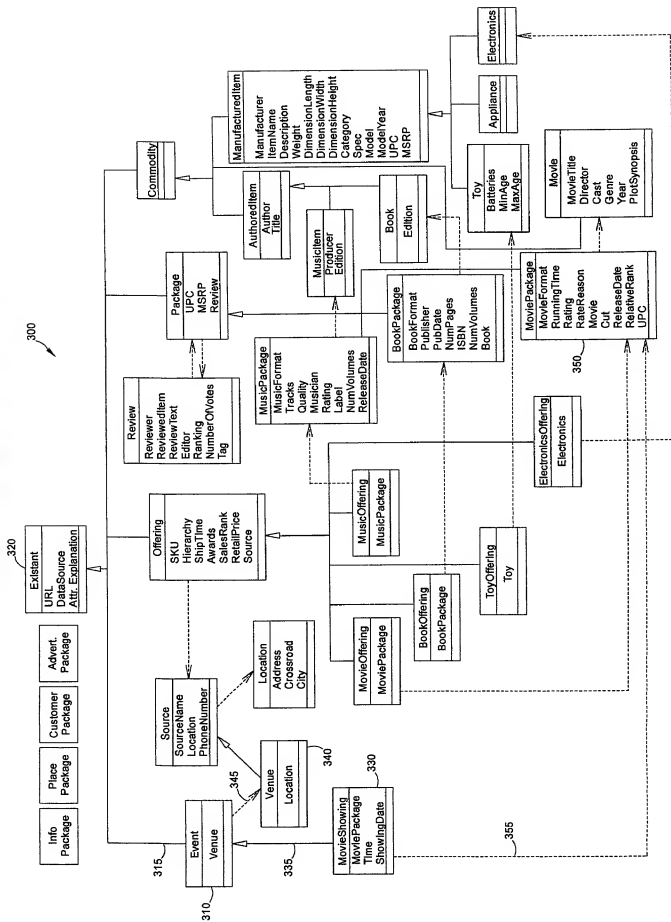 300
320
Existant
URL
DataSource
Attr. Explanation
Info
Package
Place
Package
Customer
Package
Advert.
Package
Commodity
ManufacturedItem
Manufacturer
ItemName
Description
Weight
DimensionLength
DimensionWidth
DimensionHeight
Category
Spec
Model
ModelYear
UPC
MSRP
Electronics
Appliance
Toy
Batteries
MinAge
MaxAge
AuthoredItem
Author
Title
Book
Edition
MusicItem
Producer
Edition
Movie
MovieTitle
Director
Cast
Genre
Year
PlotSynopsis
Package
UPC
MSRP
Review
Review
Reviewer
ReviewedItem
ReviewText
Editor
Ranking
NumberOfVotes
Tag
BookPackage
BookFormat
Publisher
PubDate
NumPages
ISBN
NumVolumes
Book
MusicPackage
MusicFormat
Tracks
Quality
Musician
Rating
Label
NumVolumes
ReleaseDate
MoviePackage
MovieFormat
RunningTime
Rating
RateReason
Movie
Cut
ReleaseDate
RelativeRank
UPC
350
Offering
SKU
Hierarchy
ShipTime
Awards
SalesRank
RetailPrice
Source
MusicOffering
MusicPackage
ElectronicsOffering
Electronics
ToyOffering
Toy
BookOffering
BookPackage
MovieOffering
MoviePackage
Source
SourceName
Location
PhoneNumber
Location
Address
Crossroad
City
Venue
Location
340
345
Event
Venue
310
315
335
MovieShowing
MoviePackage
Time
ShowingDate
330
355